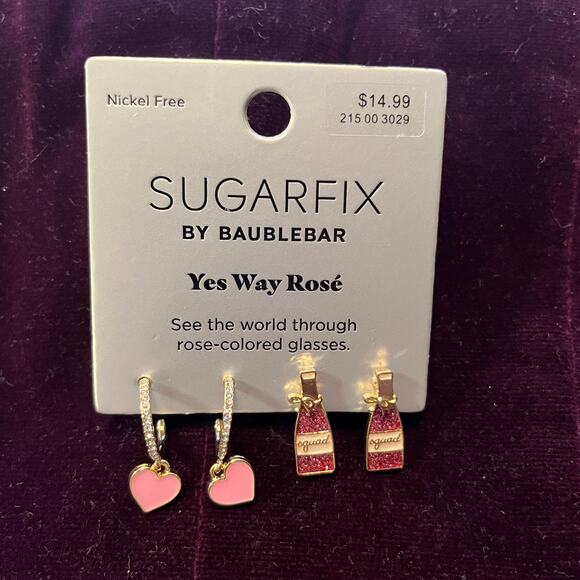 Nickel Free
$14.99
215 00 3029
SUGARFIX
BY BAUBLEBAR
Yes Way Rosé
See the world through
rose-colored glasses.
squad
squad